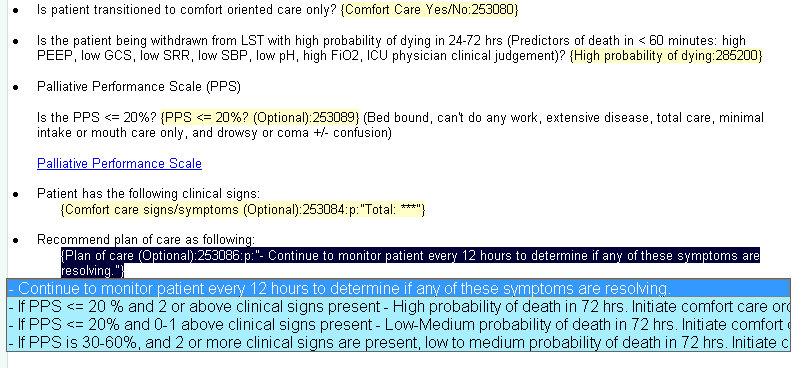 Is patient transitioned to comfort oriented care only? {Comfort Care Yes/No:253080}
Is the patient being withdrawn from LST with high probability of dying in 24-72 hrs (Predictors of death in < 60 minutes: high
PEEP, low GCS, low SRR, low SBP, low pH, high FiO2, ICU physician clinical judgement)? {High probability of dying:285200}
Palliative Performance Scale (PPS)
Is the PPS <= 20%? {PPS <= 20%? (Optional):253089} (Bed bound, can't do any work, extensive disease, total care, minimal
intake or mouth care only, and drowsy or coma +/- confusion)
Palliative Performance Scale
Patient has the following clinical signs:
{Comfort care signs/symptoms (Optional):253084:p:"Total: ***"}
Recommend plan of care as following:
{Plan of care (Optional):253086:p:"- Continue to monitor patient every 12 hours to determine if any of these symptoms are
resolving."}
- Continue to monitor patient every 12 hours to determine if any of these symptoms are resolving.
- If PPS <= 20 % and 2 or above clinical signs present - High probability of death in 72 hrs. Initiate comfort care or
- If PPS <= 20% and 0-1 above clinical signs present - Low-Medium probability of death in 72 hrs. Initiate comfort
- If PPS is 30-60%, and 2 or more clinical signs are present, low to medium probability of death in 72 hrs. Initiate c